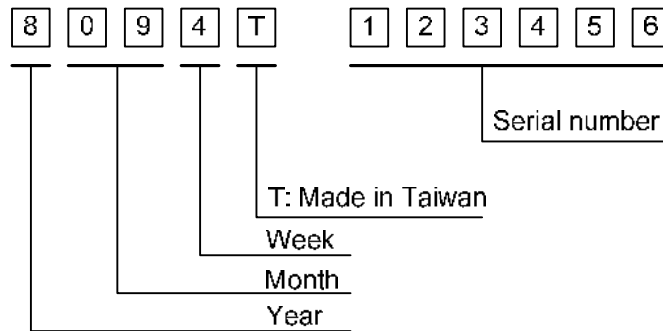 8 0 9 4 T 1 2 3 4 5 6
Serial number
T: Made in Taiwan
Week
Month
Year